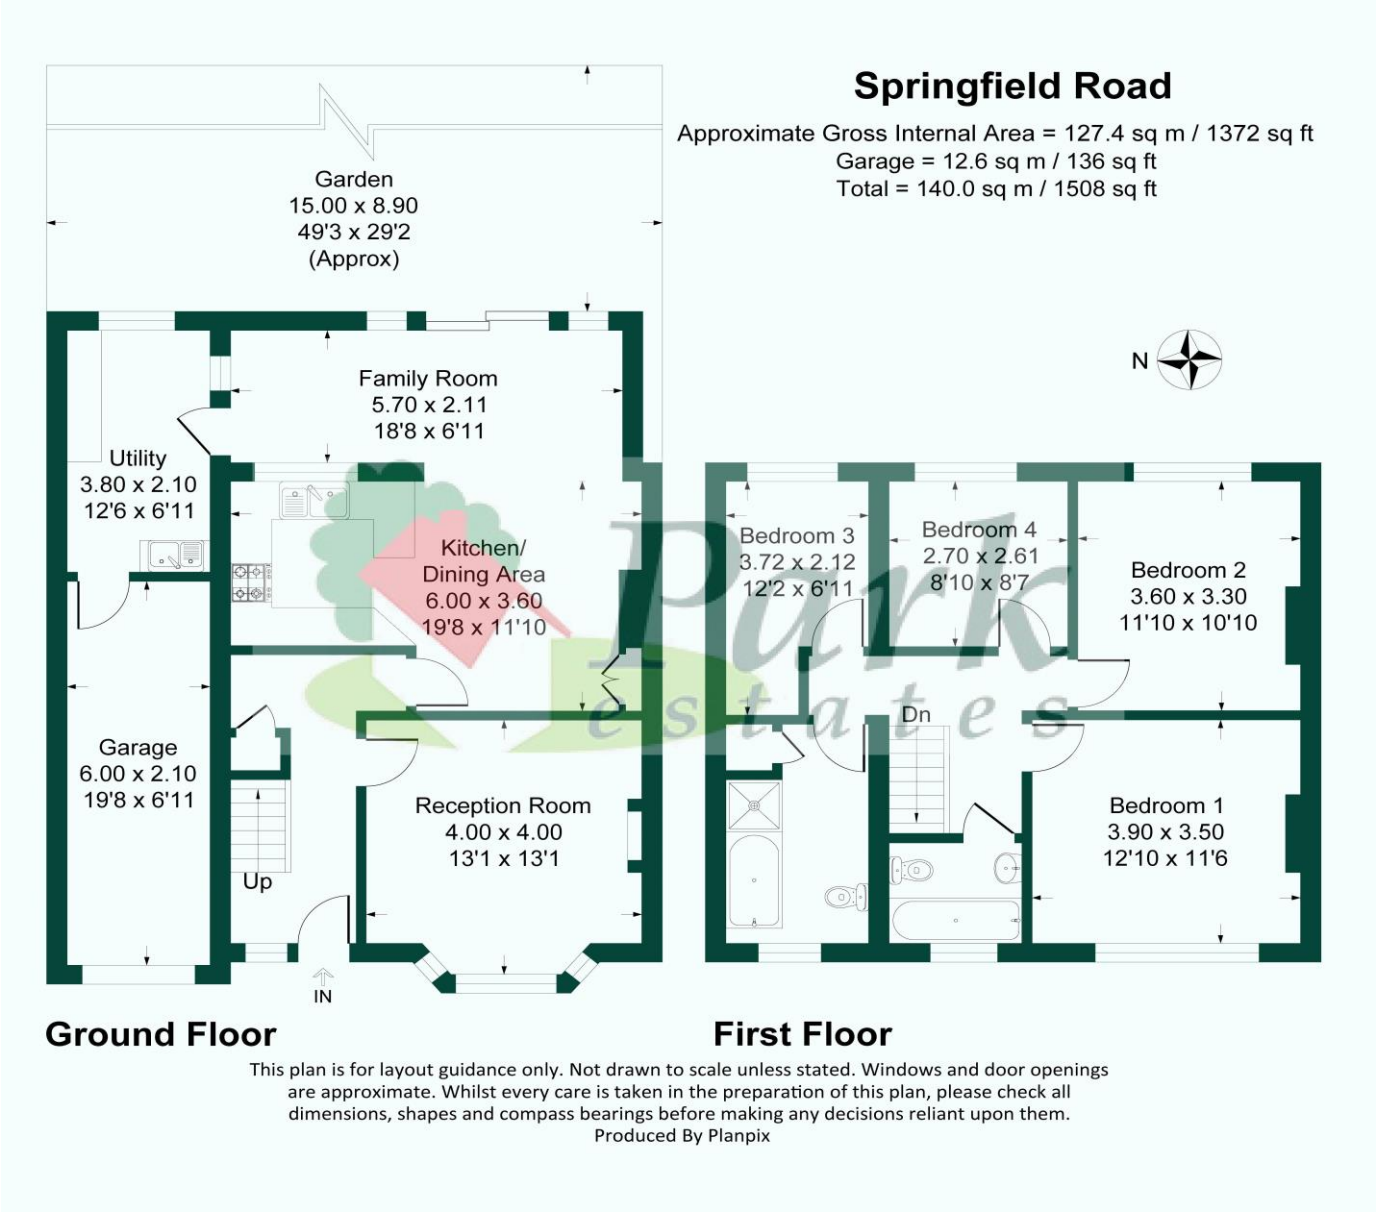 Springfield Road
Approximate Gross Internal Area = 127.4 sq m / 1372 sq ft
Garage = 12.6 sq m / 136 sq ft
Total = 140.0 sq m / 1508 sq ft
Garden
15.00 x 8.90
49'3 x 29'2
(Approx)
N
Family Room
5.70 x 2.11
18'8 x 6'11
Utility
3.80 x 2.10
12'6 x 6'11
Kitchen/
Dining Area
6.00 x 3.60
19'8 x 11'10
Garage
6.00 x 2.10
19'8 x 6'11
Reception Room
4.00 x 4.00
13'1 x 13'1
Up
IN
Bedroom 3
3.72 x 2.12
12'2 x 6'11
Bedroom 4
2.70 x 2.61
8'10 x 8'7
Bedroom 2
3.60 x 3.30
11'10 x 10'10
Dn
Bedroom 1
3.90 x 3.50
12'10 x 11'6
Park
estates
Ground Floor
First Floor
This plan is for layout guidance only. Not drawn to scale unless stated. Windows and door openings
are approximate. Whilst every care is taken in the preparation of this plan, please check all
dimensions, shapes and compass bearings before making any decisions reliant upon them.
Produced By Planpix